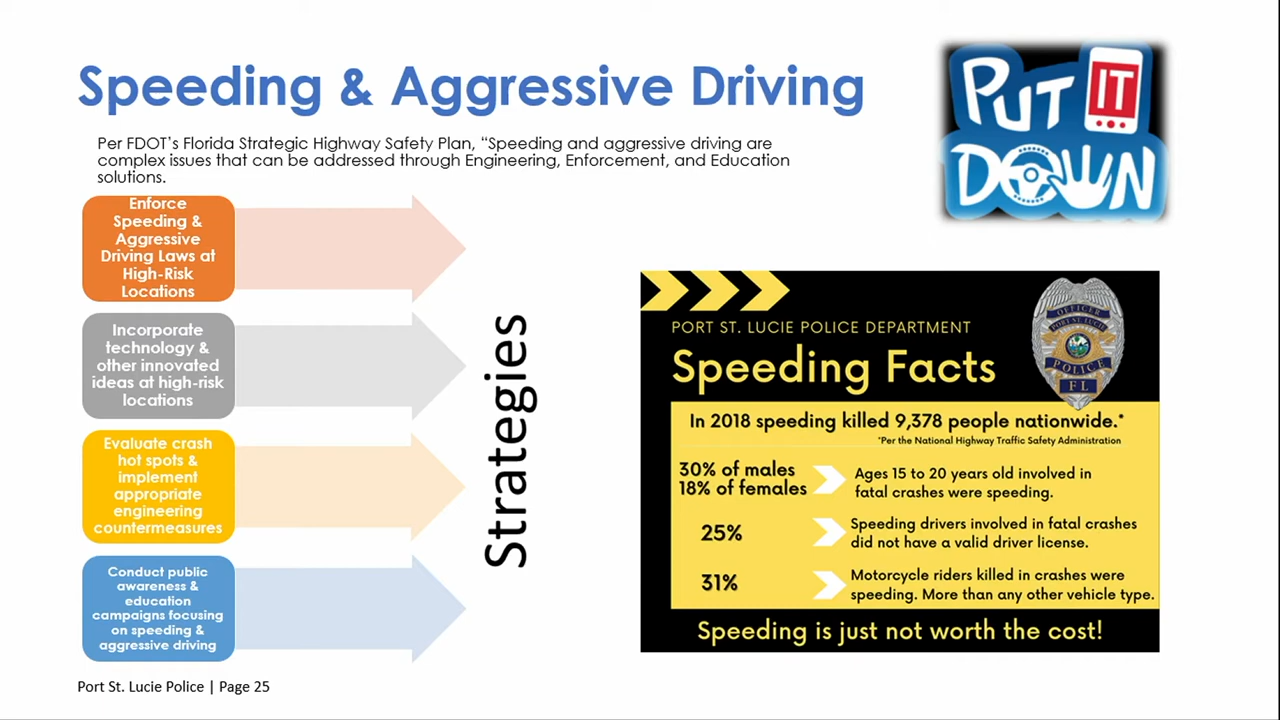 Speeding & Aggressive Driving
PUT IT
DOWN
Per FDOT's Florida Strategic Highway Safety Plan, “Speeding and aggressive driving are
complex issues that can be addressed through Engineering, Enforcement, and Education
solutions.
Enforce
Speeding &
Aggressive
Driving Laws at
High-Risk
Locations
Incorporate
technology &
other innovated
ideas at high-risk
locations
Evaluate crash
hot spots &
implement
appropriate
engineering
countermeasures
Conduct public
awareness &
education
campaigns focusing
on speeding &
aggressive driving
Strategies
PORT ST. LUCIE POLICE DEPARTMENT
Speeding Facts
OFFICER
PORT ST. LUCIE
POLICE
FL
In 2018 speeding killed 9,378 people nationwide.*
*Per the National Highway Traffic Safety Administration
30% of males
18% of females
Ages 15 to 20 years old involved in
fatal crashes were speeding.
25%
Speeding drivers involved in fatal crashes
did not have a valid driver license.
31%
Motorcycle riders killed in crashes were
speeding. More than any other vehicle type.
Speeding is just not worth the cost!
Port St. Lucie Police | Page 25